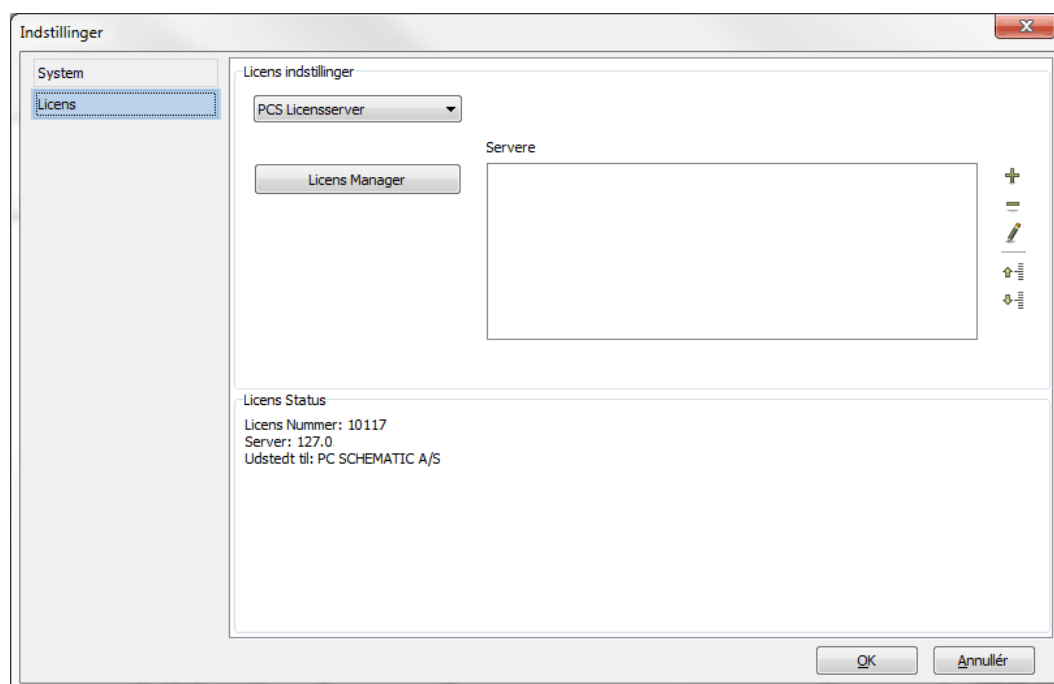 Indstillinger
System
Licens
Licens indstillinger
PCS Licensserver
Servere
Licens Manager
Licens Status
Licens Nummer: 10117
Server: 127.0
Udstedt til: PC SCHEMATIC A/S
OK
Annullér